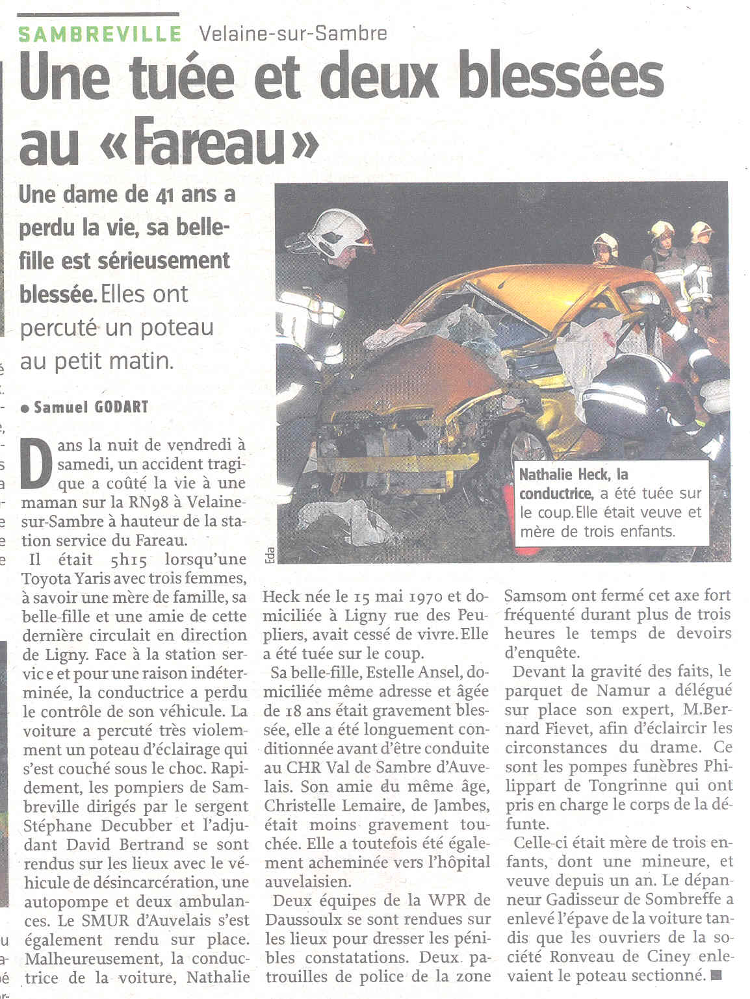 SAMBREVILLE Velaine-sur-Sambre
Une tuée et deux blessées
au «Fareau»
Une dame de 41 ans a
perdu la vie, sa belle-
fille est sérieusement
blessée. Elles ont
percuté un poteau
au petit matin.
● Samuel GODART
Dans la nuit de vendredi à
samedi, un accident tragi-
que a coûté la vie à une
maman sur la RN98 à Velaine-
sur-Sambre à hauteur de la sta-
tion service du Fareau.
Il était 5h15 lorsqu'une
Toyota Yaris avec trois femmes,
à savoir une mère de famille, sa
belle-fille et une amie de cette
dernière circulait en direction
de Ligny. Face à la station ser-
vic e et pour une raison indéter-
minée, la conductrice a perdu
le contrôle de son véhicule. La
voiture a percuté très violem-
ment un poteau d'éclairage qui
s'est couché sous le choc. Rapi-
dement, les pompiers de Sam-
breville dirigés par le sergent
Stéphane Decubber et l'adju-
dant David Bertrand se sont
rendus sur les lieux avec le vé-
hicule de désincarcération, une
autopompe et deux ambulan-
ces. Le SMUR d'Auvelais s'est
également rendu sur place.
Malheureusement, la conduc-
trice de la voiture, Nathalie
Eda
Nathalie Heck, la
conductrice, a été tuée sur
le coup. Elle était veuve et
mère de trois enfants.
Heck née le 15 mai 1970 et do-
miciliée à Ligny rue des Peu-
pliers, avait cessé de vivre. Elle
a été tuée sur le coup.
Sa belle-fille, Estelle Ansel, do-
miciliée même adresse et âgée
de 18 ans était gravement bles-
sée, elle a été longuement con-
ditionnée avant d'être conduite
au CHR Val de Sambre d'Auve-
lais. Son amie du même âge,
Christelle Lemaire, de Jambes,
était moins gravement tou-
chée. Elle a toutefois été égale-
ment acheminée vers l'hôpital
auvelaisien.
Deux équipes de la WPR de
Daussoulx se sont rendues sur
les lieux pour dresser les péni-
bles constatations. Deux pa-
trouilles de police de la zone
Samsom ont fermé cet axe fort
fréquenté durant plus de trois
heures le temps de devoirs
d'enquête.
Devant la gravité des faits, le
parquet de Namur a délégué
sur place son expert, M.Ber-
nard Fievet, afin d'éclaircir les
circonstances du drame. Ce
sont les pompes funèbres Phi-
lippart de Tongrinne qui ont
pris en charge le corps de la dé-
funte.
Celle-ci était mère de trois en-
fants, dont une mineure, et
veuve depuis un an. Le dépan-
neur Gadisseur de Sombreffe a
enlevé l'épave de la voiture tan-
dis que les ouvriers de la so-
ciété Ronveau de Ciney enle-
vaient le poteau sectionné. ■